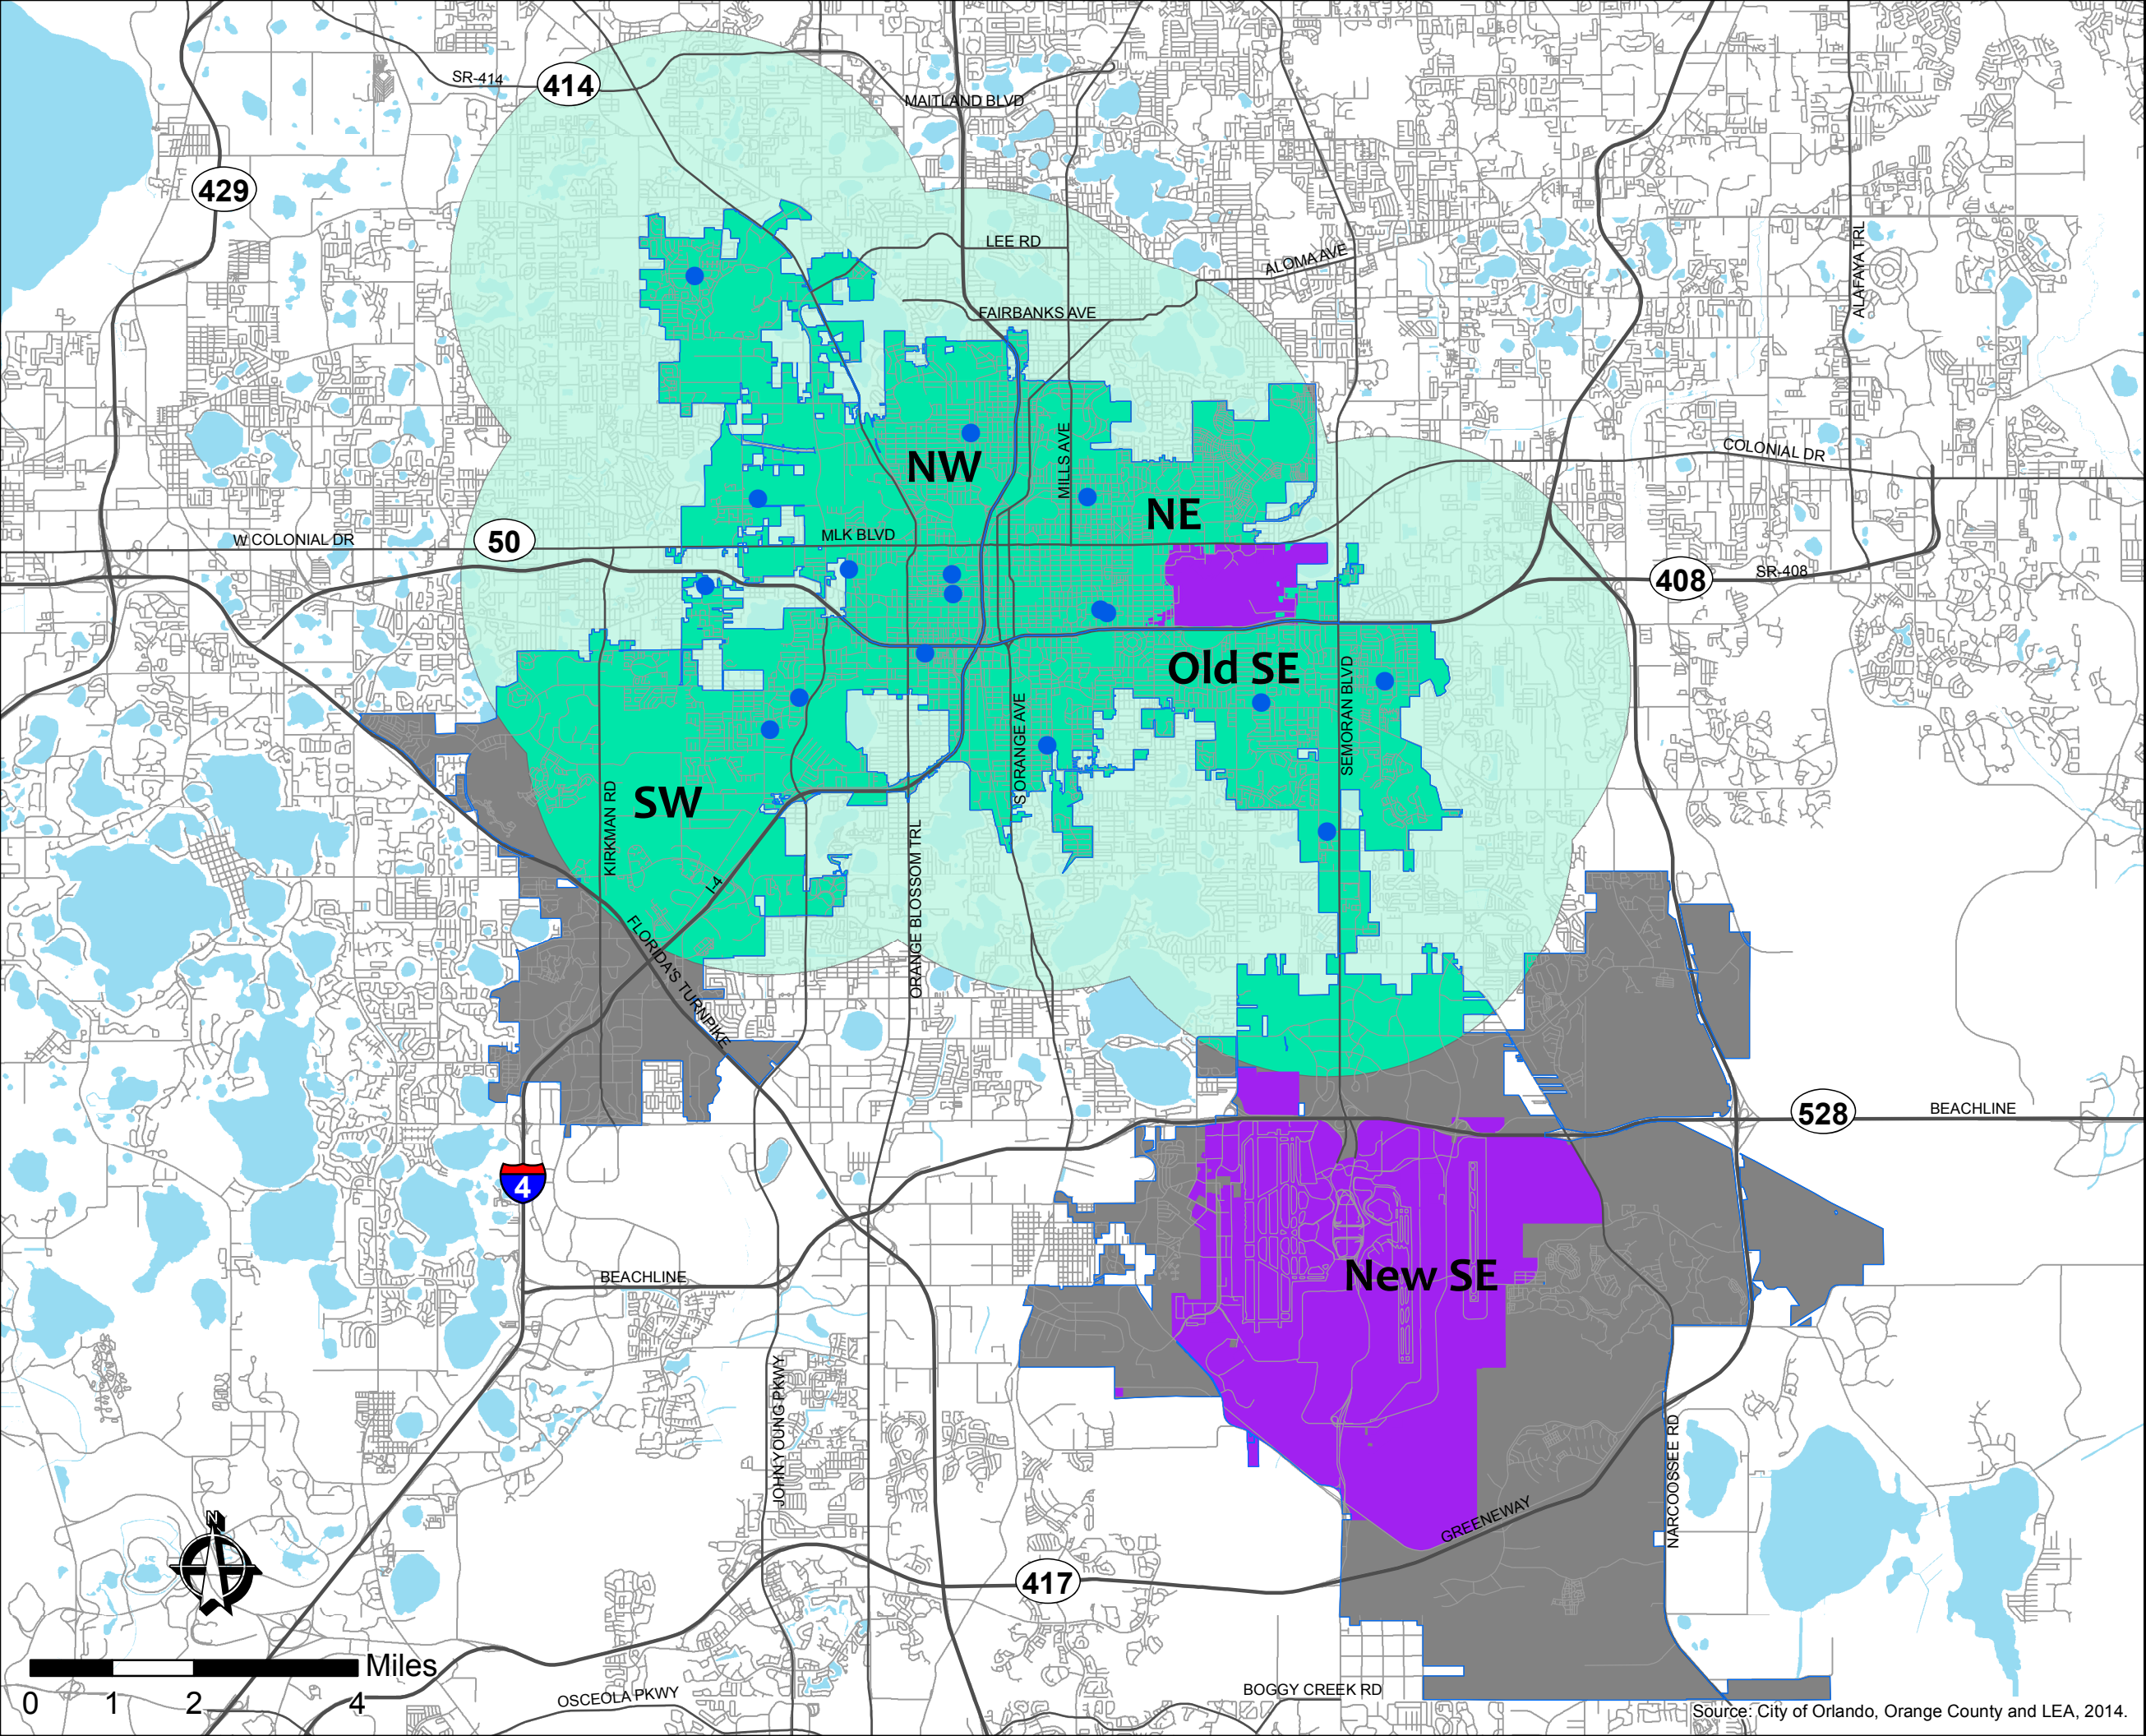 SR-414
414
MAITLAND BLVD
429
LEE RD
ALOMA AVE
ALAFAYA TRL
FAIRBANKS AVE
NW
MILLS AVE
COLONIAL DR
NE
W COLONIAL DR
50
MLK BLVD
408
SR-408
Old SE
SEMORAN BLVD
S ORANGE AVE
SW
KIRKMAN RD
I-4
ORANGE BLOSSOM TRL
FLORIDA'S TURNPIKE
528
BEACHLINE
4
BEACHLINE
New SE
JOHN YOUNG PKWY
NARCOOSSEE RD
GREENEWAY
N
417
Miles
0 1 2 4
OSCEOLA PKWY
BOGGY CREEK RD
Source: City of Orlando, Orange County and LEA, 2014.